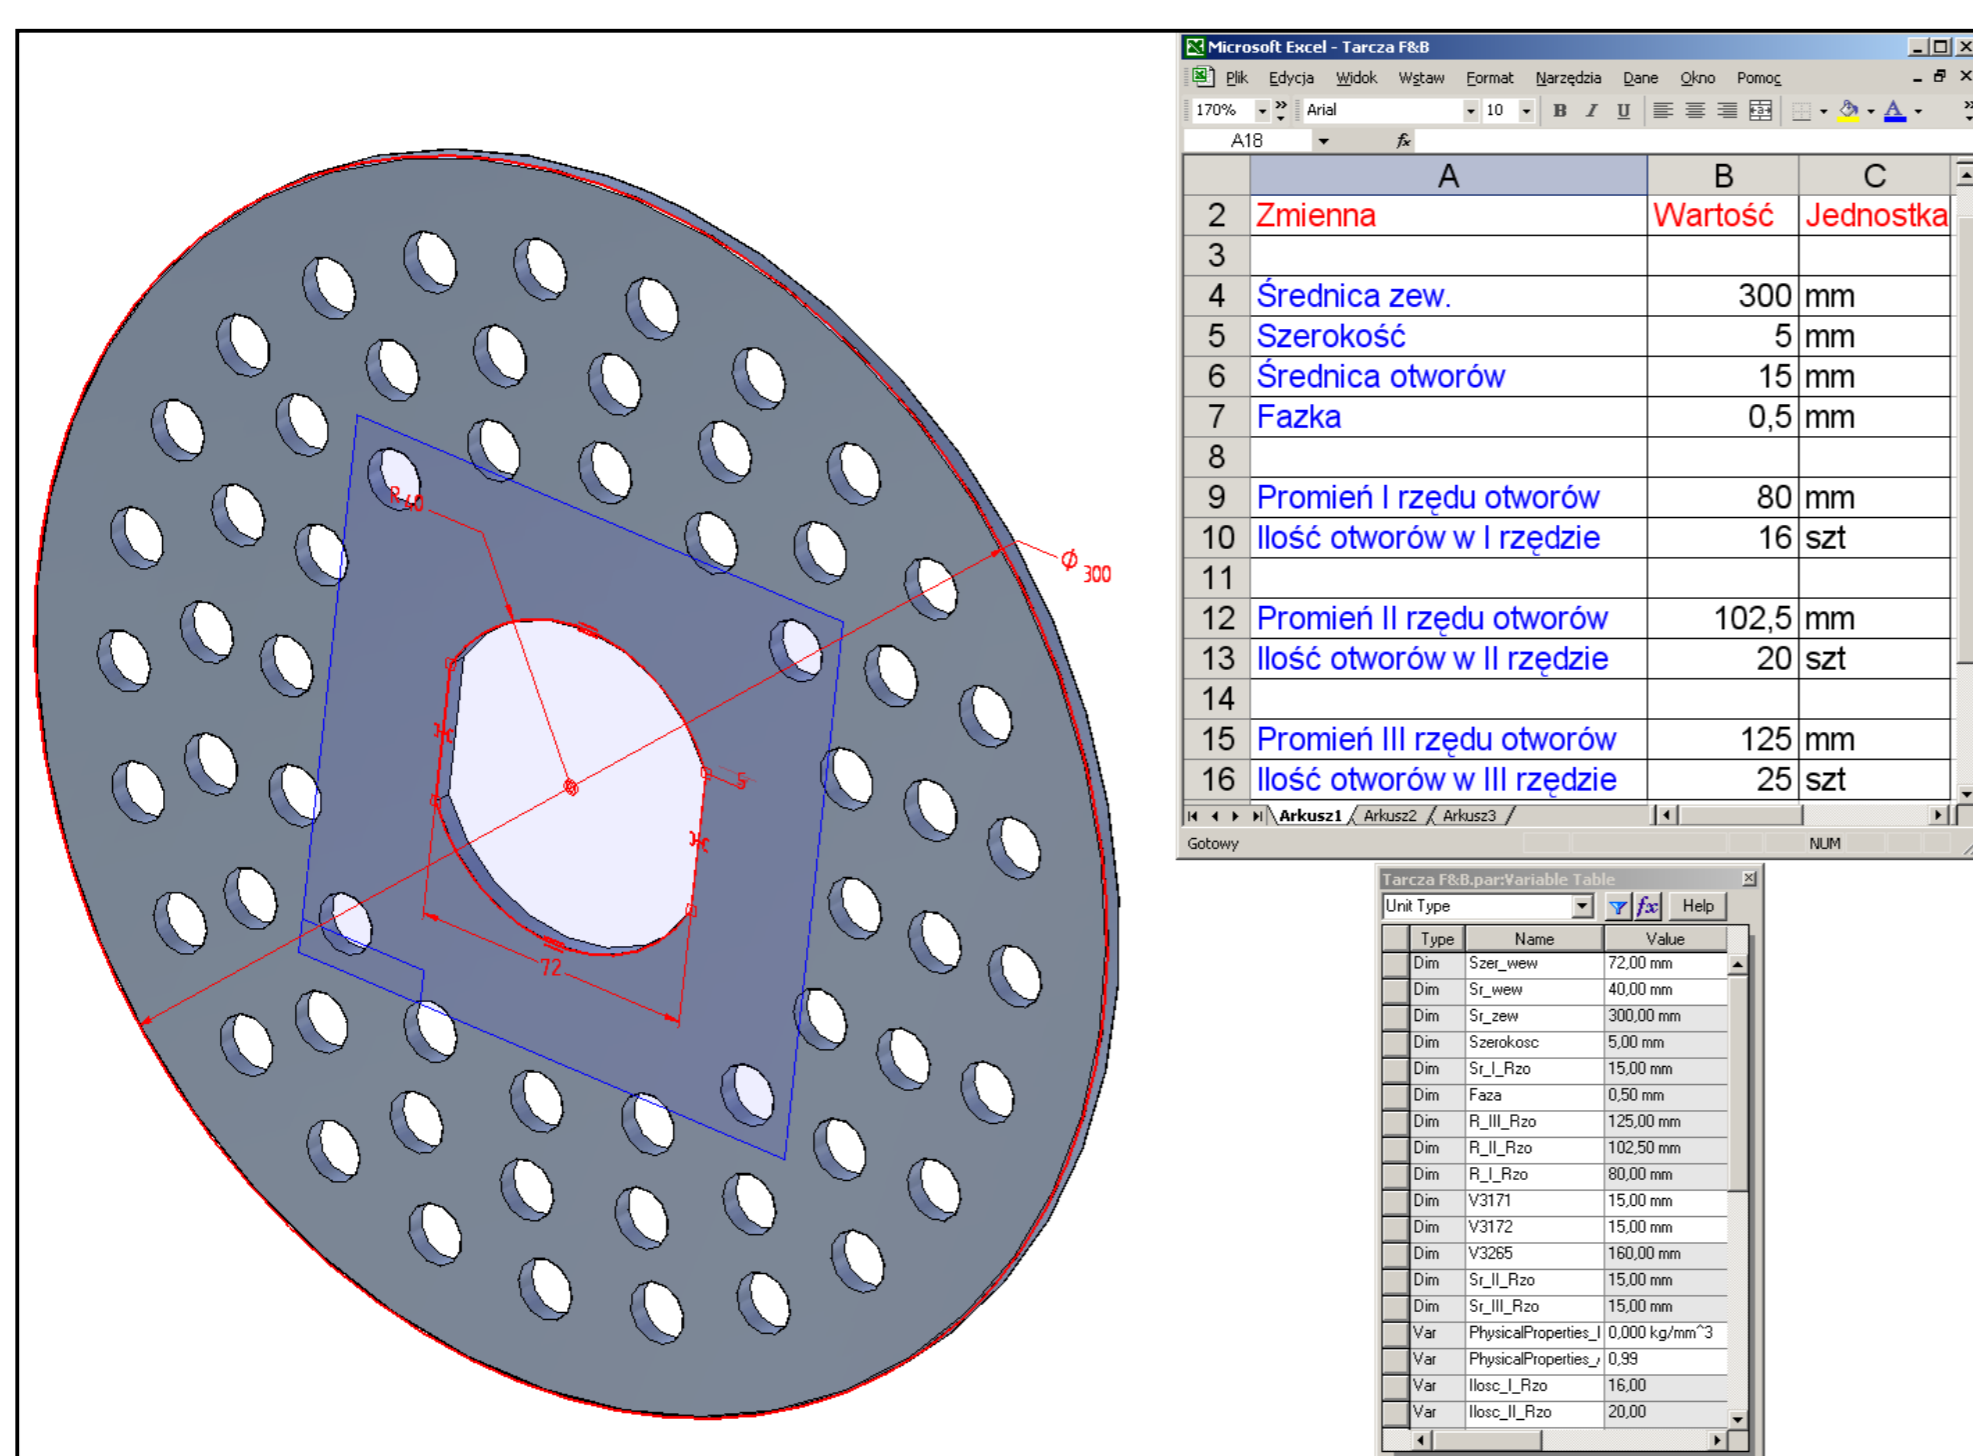 R 40
Φ 300
5
72
Microsoft Excel - Tarcza F&B
Plik Edycja Widok Wstaw Format Narzędzia Dane Okno Pomoc
170% Arial 10 B I U A
A18 fx
A B C
2 Zmienna Wartość Jednostka
3
4 Średnica zew. 300 mm
5 Szerokość 5 mm
6 Średnica otworów 15 mm
7 Fazka 0,5 mm
8
9 Promień I rzędu otworów 80 mm
10 Ilość otworów w I rzędzie 16 szt
11
12 Promień II rzędu otworów 102,5 mm
13 Ilość otworów w II rzędzie 20 szt
14
15 Promień III rzędu otworów 125 mm
16 Ilość otworów w III rzędzie 25 szt
Arkusz1 Arkusz2 Arkusz3
Gotowy NUM
Tarcza F&B.par:Variable Table
Unit Type fx Help
Type Name Value
Dim Szer_wew 72,00 mm
Dim Sr_wew 40,00 mm
Dim Sr_zew 300,00 mm
Dim Szerokosc 5,00 mm
Dim Sr_I_Rzo 15,00 mm
Dim Faza 0,50 mm
Dim R_III_Rzo 125,00 mm
Dim R_II_Rzo 102,50 mm
Dim R_I_Rzo 80,00 mm
Dim V3171 15,00 mm
Dim V3172 15,00 mm
Dim V3265 160,00 mm
Dim Sr_II_Rzo 15,00 mm
Dim Sr_III_Rzo 15,00 mm
Var PhysicalProperties_ 0,000 kg/mm^3
Var PhysicalProperties_ 0,99
Var Ilosc_I_Rzo 16,00
Var Ilosc_II_Rzo 20,00